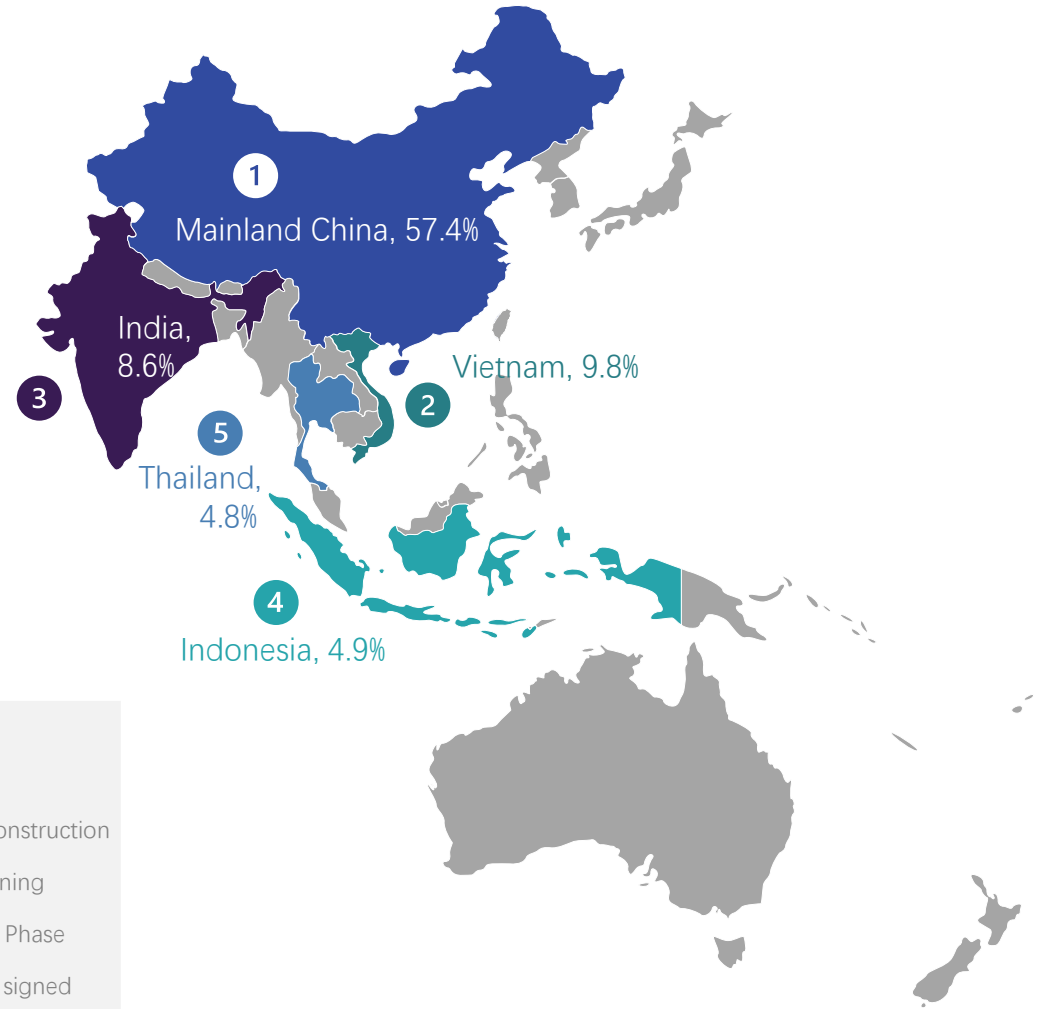 1
Mainland China, 57.4%
India,
8.6%
3
Vietnam, 9.8%
2
5
Thailand,
4.8%
4
Indonesia, 4.9%
onstruction
ning
Phase
signed